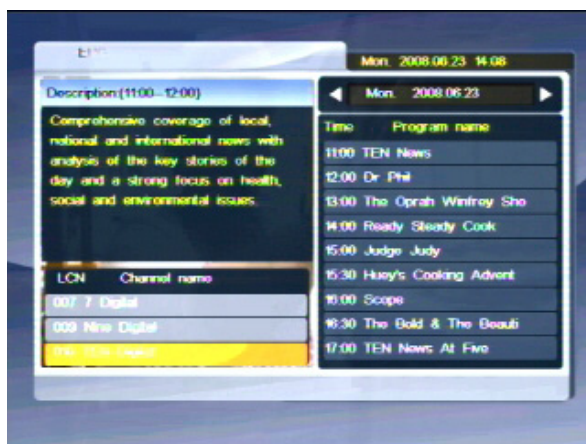 EPG
Mon. 2008.06.23 14:08
Description:(11:00--12:00)
Comprehensive coverage of local,
national and international news with
analysis of the key stories of the
day and a strong focus on health,
social and environmental issues.
LCN Channel name
007 7 Digital
009 Nine Digital
Digital
Mon. 2008.06.23
Time Program name
11:00 TEN News
12:00 Dr Phil
13:00 The Oprah Winfrey Sho
14:00 Ready Steady Cook
15:00 Judge Judy
15:30 Huey's Cooking Advent
16:00 Scope
16:30 The Bold & The Beauti
17:00 TEN News At Five